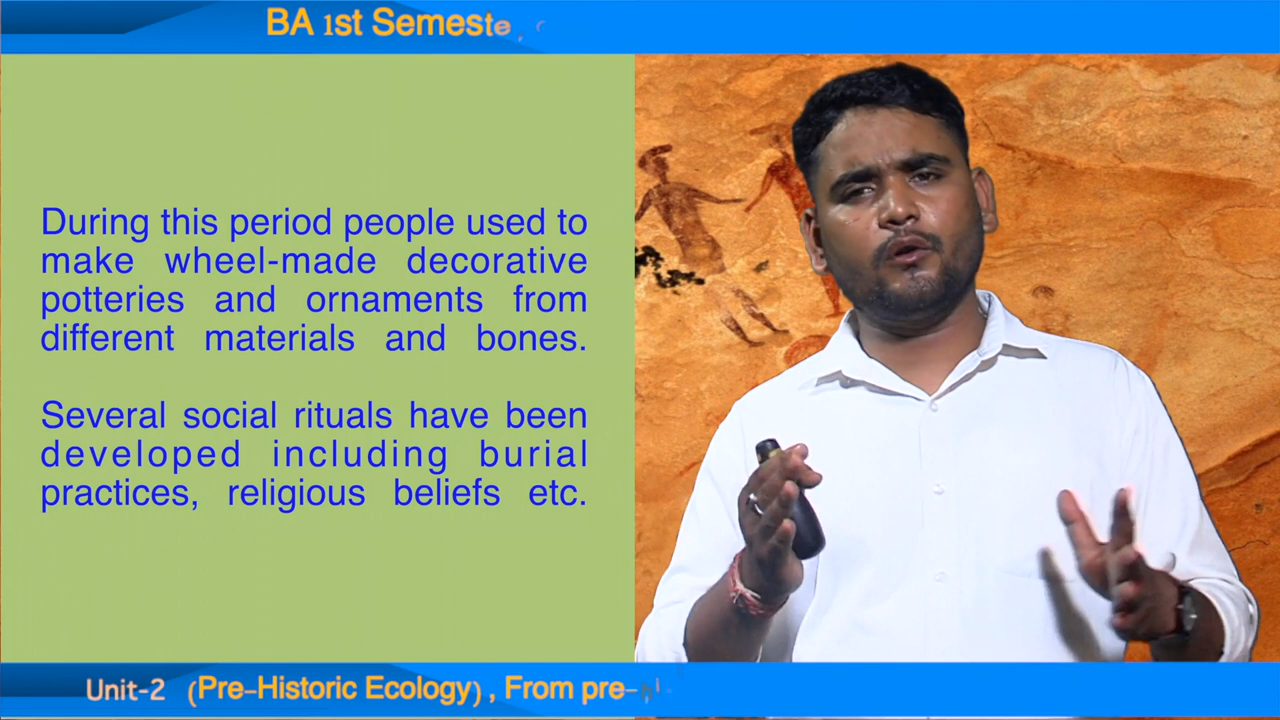 BA 1st Semeste
During this period people used to
make wheel-made decorative
potteries and ornaments from
different materials and bones.
Several social rituals have been
developed including burial
practices, religious beliefs etc.
Unit-2 (Pre-Historic Ecology) , From pre-